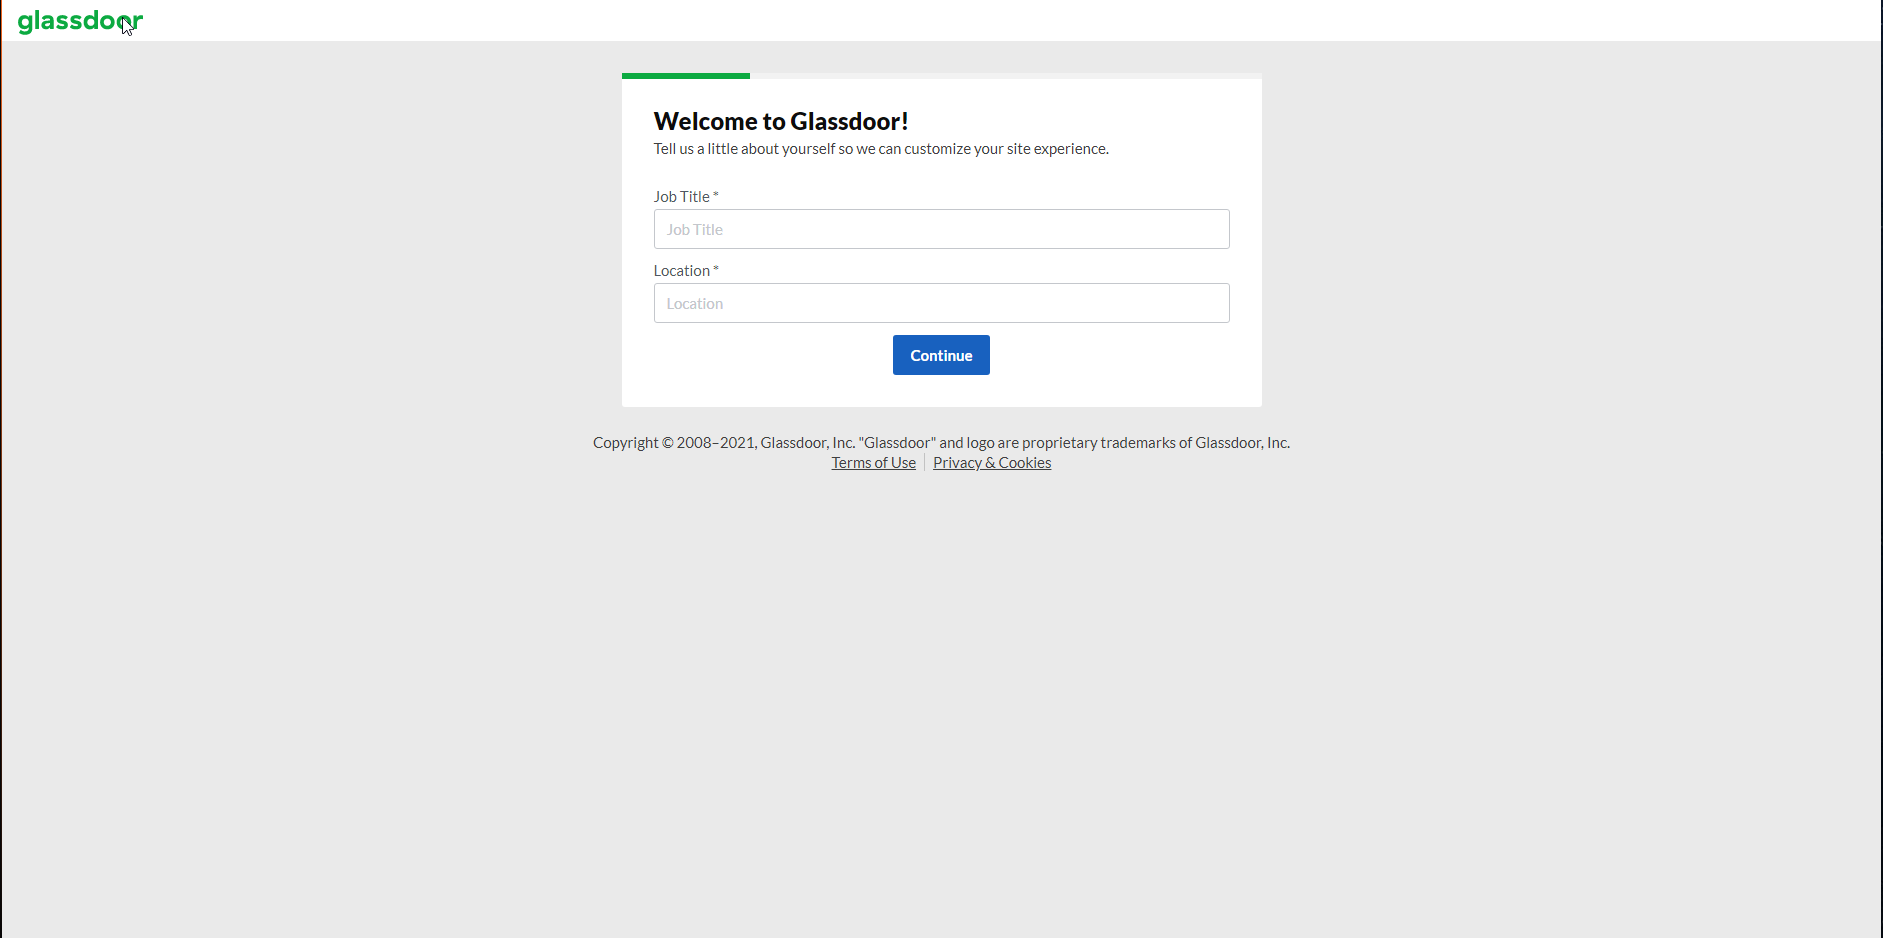 glassdoor
Welcome to Glassdoor!
Tell us a little about yourself so we can customize your site experience.
Job Title *
Job Title
Location *
Location
Continue
Copyright © 2008–2021, Glassdoor, Inc. "Glassdoor" and logo are proprietary trademarks of Glassdoor, Inc.
Terms of Use | Privacy & Cookies